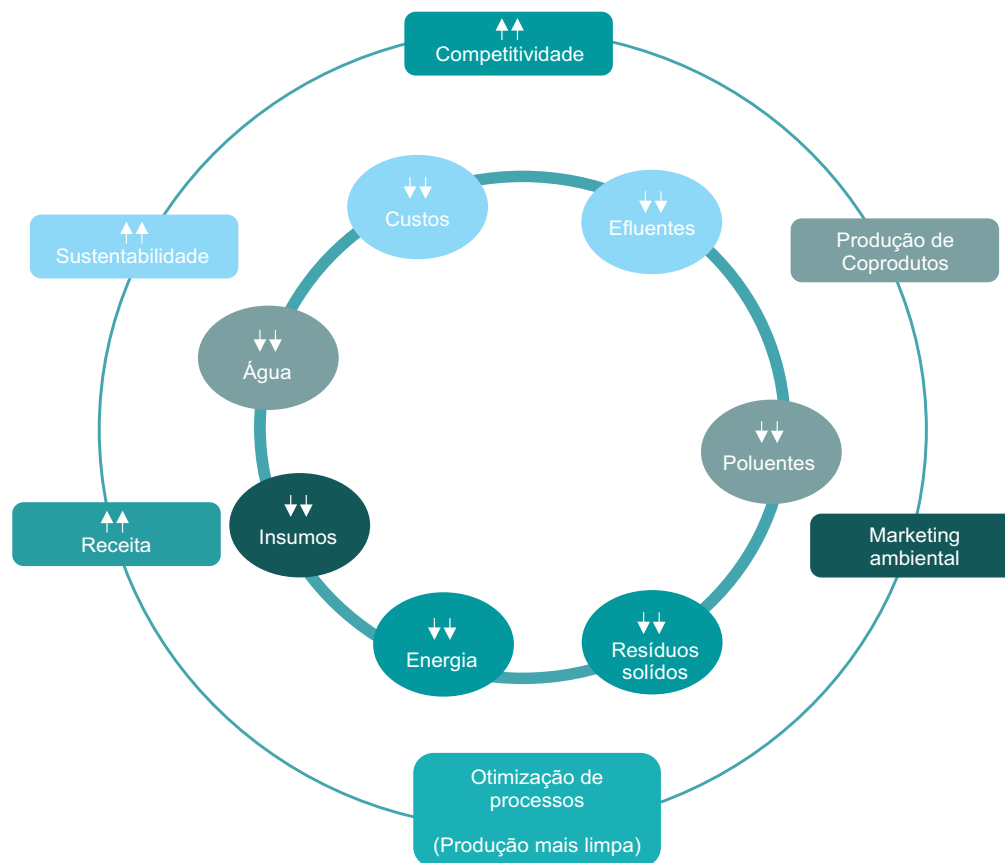 Competitividade
Custos
Efluentes
Sustentabilidade
Produção de
Coprodutos
Água
Poluentes
Insumos
Receita
Marketing
ambiental
Energia
Resíduos
solídos
Otimização de
processos
(Produção mais limpa)